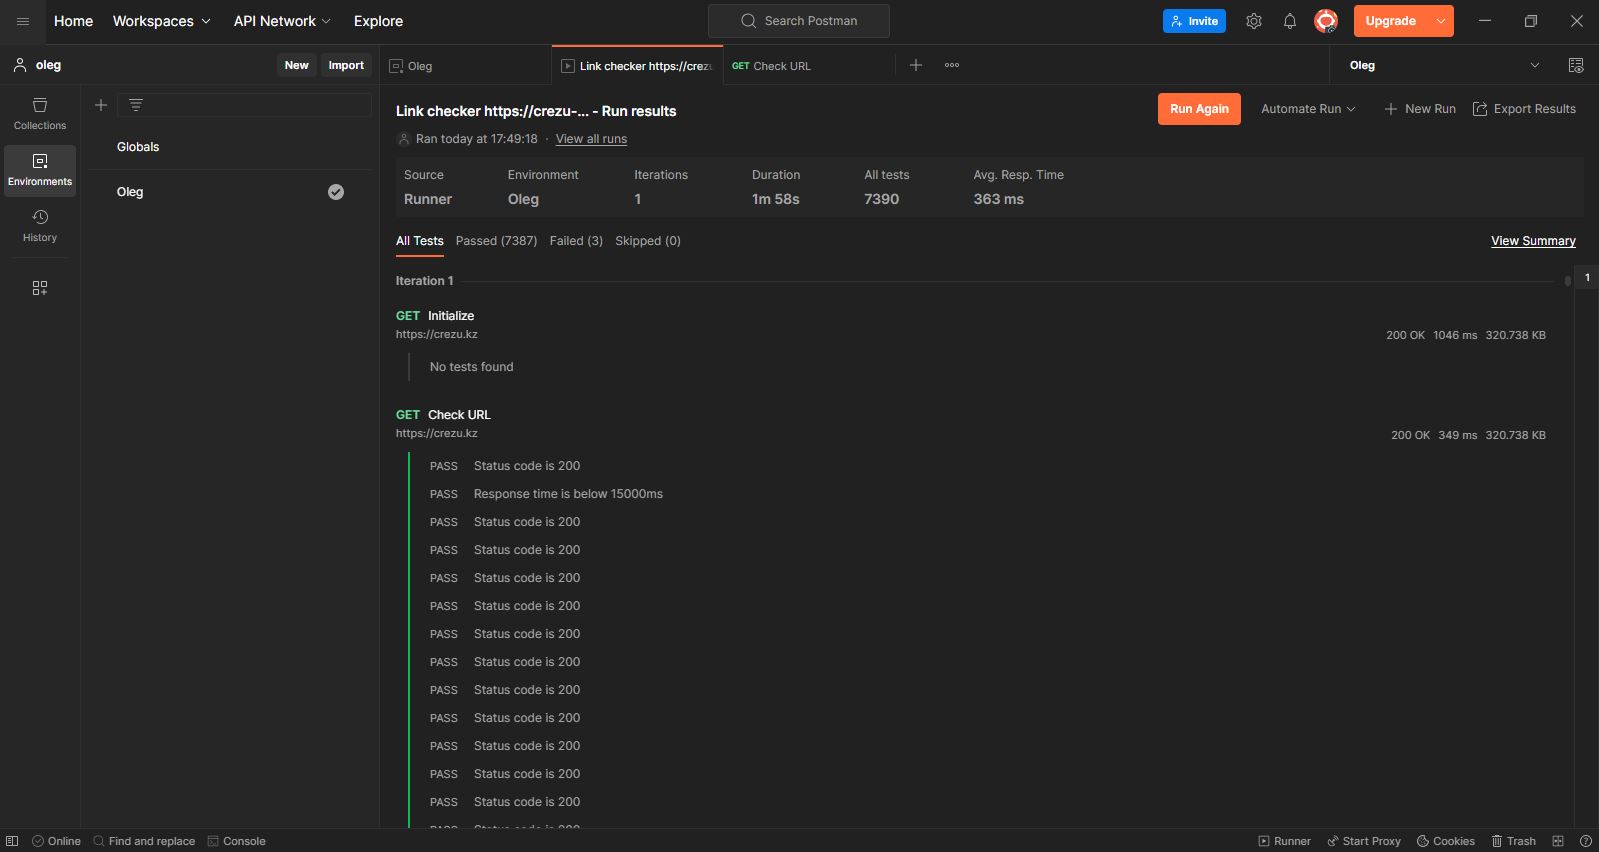 Home Workspaces API Network Explore Search Postman Invite Upgrade
oleg New Import Oleg Link checker https://crezu GET Check URL Oleg
Collections
Environments
History
Globals
Oleg
Link checker https://crezu-... - Run results Run Again Automate Run New Run Export Results
Ran today at 17:49:18 · View all runs
Source Environment Iterations Duration All tests Avg. Resp. Time
Runner Oleg 1 1m 58s 7390 363 ms
All Tests Passed (7387) Failed (3) Skipped (0) View Summary
Iteration 1 1
GET Initialize
https://crezu.kz 200 OK 1046 ms 320.738 KB
No tests found
GET Check URL
https://crezu.kz 200 OK 349 ms 320.738 KB
PASS Status code is 200
PASS Response time is below 15000ms
PASS Status code is 200
PASS Status code is 200
PASS Status code is 200
PASS Status code is 200
PASS Status code is 200
PASS Status code is 200
PASS Status code is 200
PASS Status code is 200
PASS Status code is 200
PASS Status code is 200
PASS Status code is 200
PASS Status code is 200
Online Find and replace Console Runner Start Proxy Cookies Trash